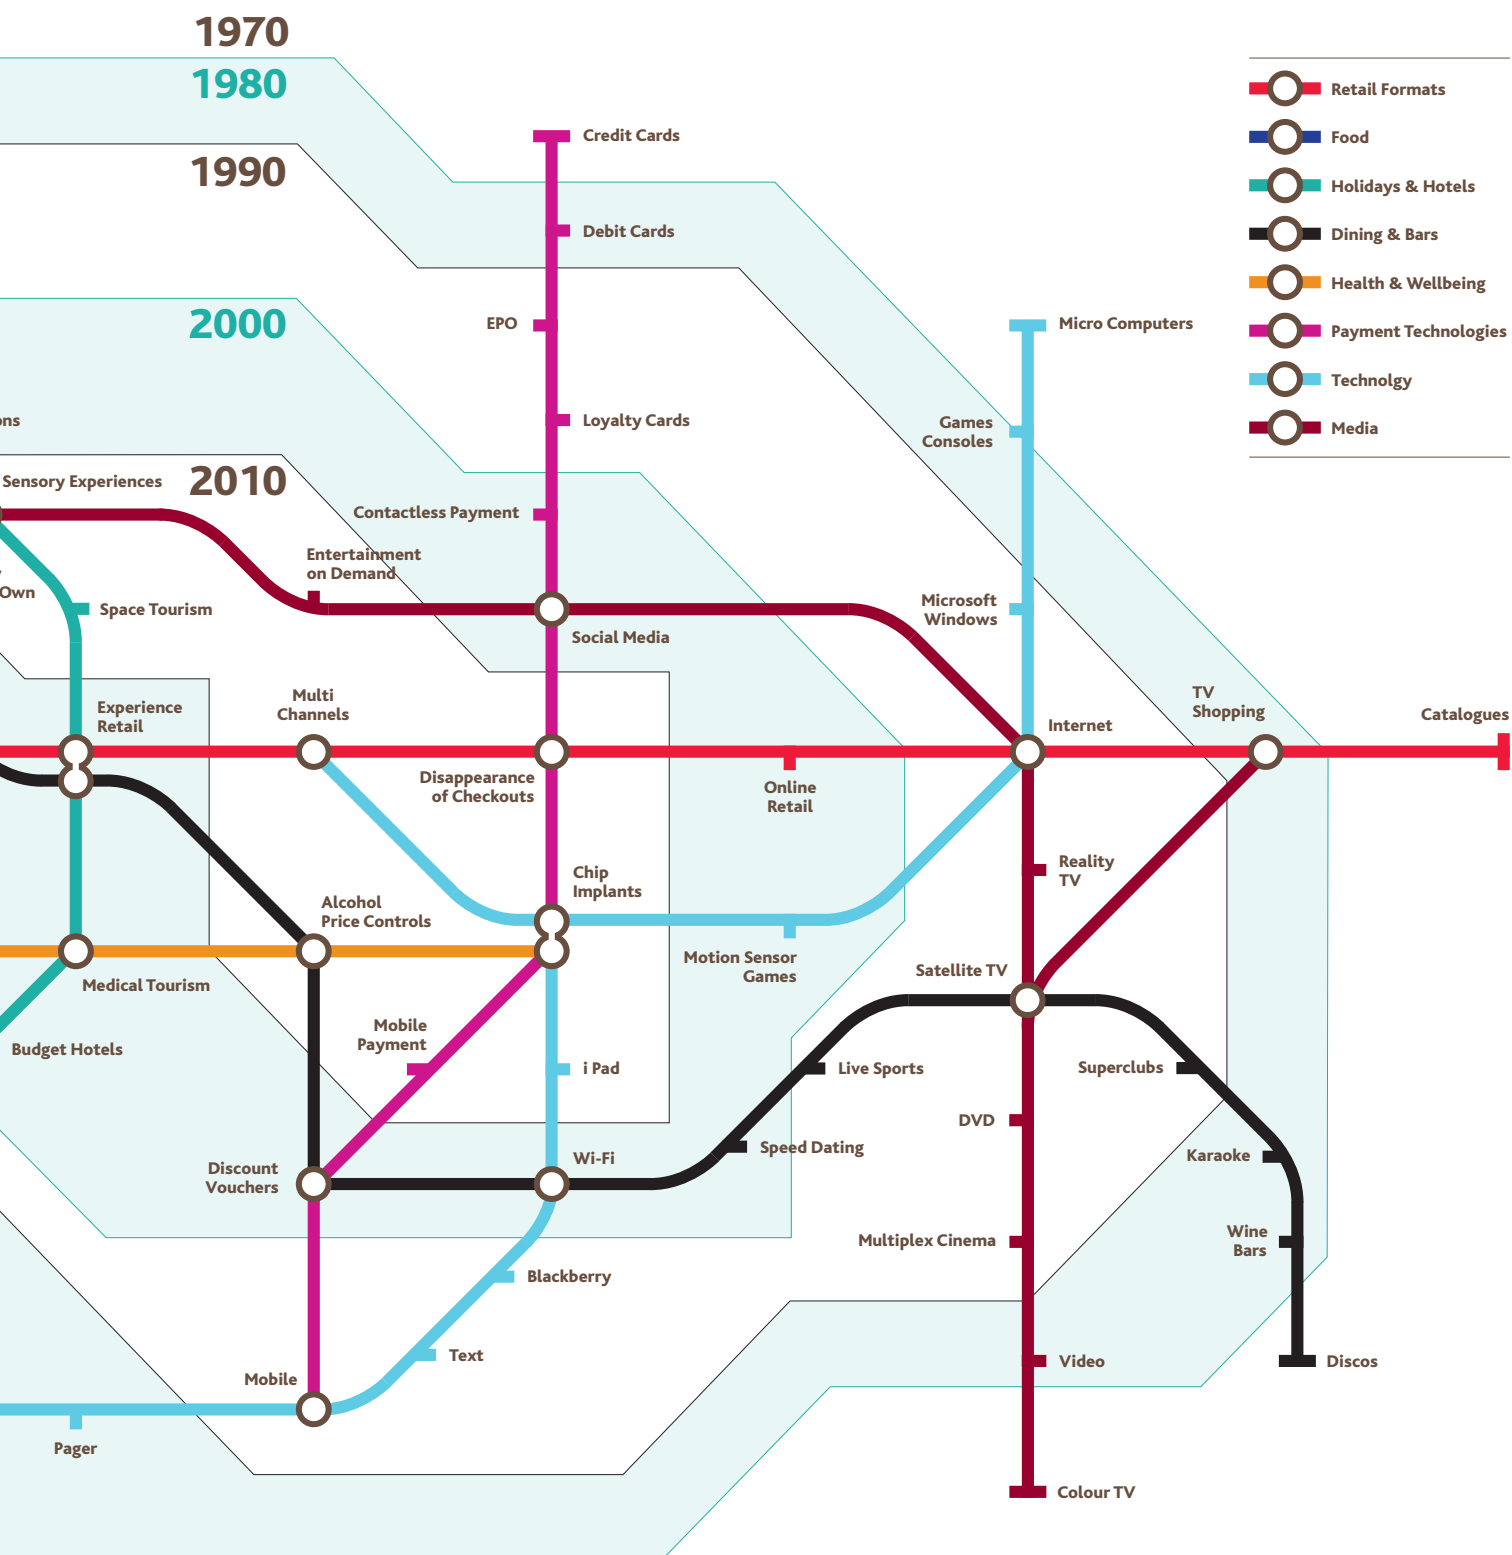 1970
1980
1990
2000
2010
Retail Formats
Food
Holidays & Hotels
Dining & Bars
Health & Wellbeing
Payment Technologies
Technolgy
Media
Credit Cards
Debit Cards
EPO
Loyalty Cards
Contactless Payment
Micro Computers
Games
Consoles
Microsoft
Windows
ons
Sensory Experiences
Own
Entertainment
on Demand
Space Tourism
Social Media
Experience
Retail
Multi
Channels
Disappearance
of Checkouts
Online
Retail
Internet
TV
Shopping
Catalogues
Chip
Implants
Alcohol
Price Controls
Reality
TV
Motion Sensor
Games
Satellite TV
Medical Tourism
Budget Hotels
Mobile
Payment
i Pad
Live Sports
Superclubs
DVD
Speed Dating
Karaoke
Discount
Vouchers
Wi-Fi
Multiplex Cinema
Wine
Bars
Blackberry
Text
Video
Discos
Mobile
Pager
Colour TV